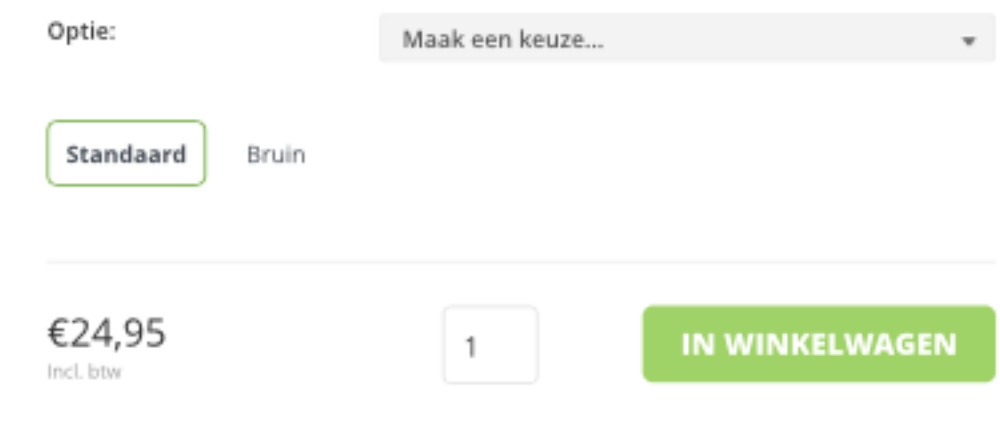 Optie:
Maak een keuze...
Standaard
Bruin
€24,95
Incl. btw
1
IN WINKELWAGEN